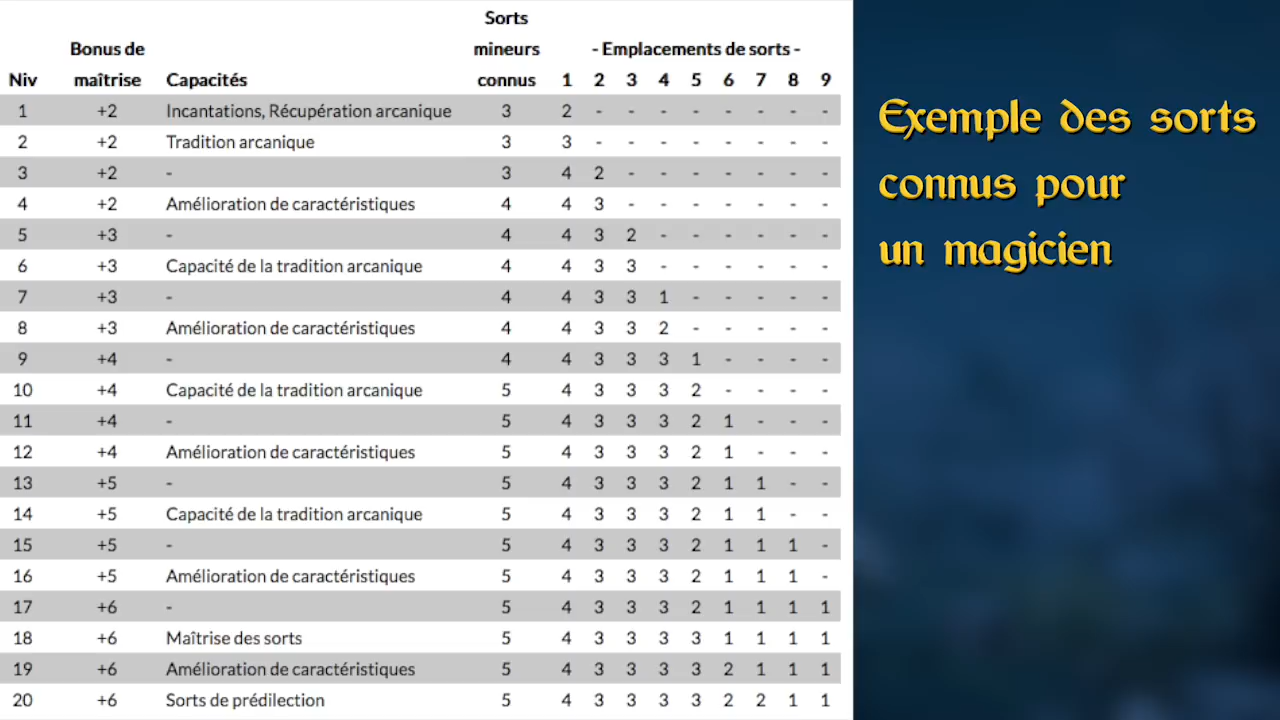 Sorts
Bonus de mineurs - Emplacements de sorts -
Niv maîtrise Capacités connus 1 2 3 4 5 6 7 8 9
1 +2 Incantations, Récupération arcanique 3 2 - - - - - - - -
2 +2 Tradition arcanique 3 3 - - - - - - - -
3 +2 - 3 4 2 - - - - - - -
4 +2 Amélioration de caractéristiques 4 4 3 - - - - - - -
5 +3 - 4 4 3 2 - - - - - -
6 +3 Capacité de la tradition arcanique 4 4 3 3 - - - - - -
7 +3 - 4 4 3 3 1 - - - - -
8 +3 Amélioration de caractéristiques 4 4 3 3 2 - - - - -
9 +4 - 4 4 3 3 3 1 - - - -
10 +4 Capacité de la tradition arcanique 5 4 3 3 3 2 - - - -
11 +4 - 5 4 3 3 3 2 1 - - -
12 +4 Amélioration de caractéristiques 5 4 3 3 3 2 1 - - -
13 +5 - 5 4 3 3 3 2 1 1 - -
14 +5 Capacité de la tradition arcanique 5 4 3 3 3 2 1 1 - -
15 +5 - 5 4 3 3 3 2 1 1 1 -
16 +5 Amélioration de caractéristiques 5 4 3 3 3 2 1 1 1 -
17 +6 - 5 4 3 3 3 2 1 1 1 1
18 +6 Maîtrise des sorts 5 4 3 3 3 3 1 1 1 1
19 +6 Amélioration de caractéristiques 5 4 3 3 3 3 2 1 1 1
20 +6 Sorts de prédilection 5 4 3 3 3 3 2 2 1 1
Exemple des sorts
connus pour
un magicien